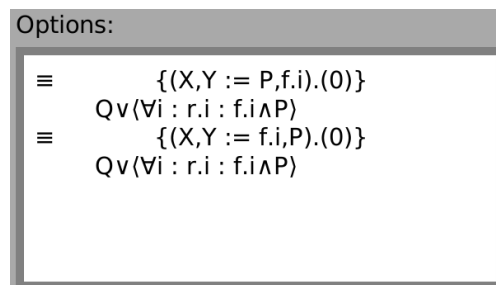 Options:
≡ {(X,Y := P,f.i).(0)}
Q∨⟨∀i : r.i : f.i∧P⟩
≡ {(X,Y := f.i,P).(0)}
Q∨⟨∀i : r.i : f.i∧P⟩